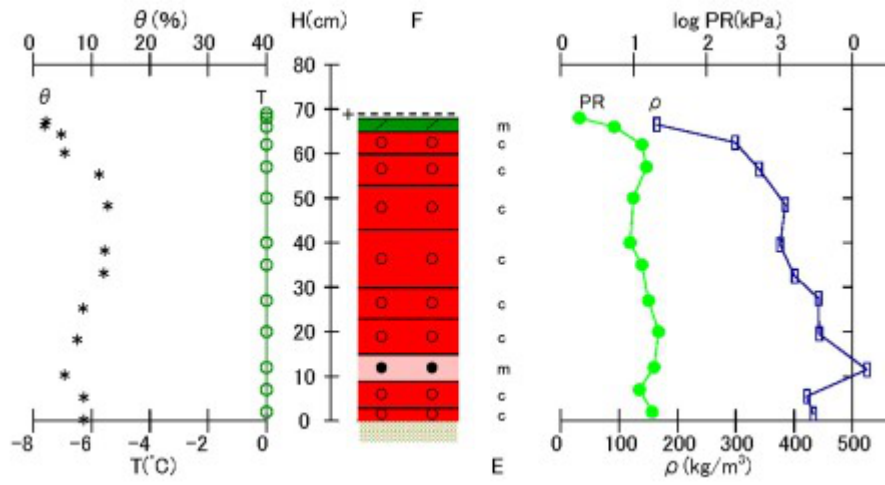 θ (%) H(cm) F log PR(kPa)
0 10 20 30 40 0 1 2 3 0
80
θ T 70 PR ρ
m
60 c
c
50
c
40
c
30
c
20 c
m
10
c
0 c
-8 -6 -4 -2 0 0 100 200 300 400 500
T(°C) E ρ (kg/m³)